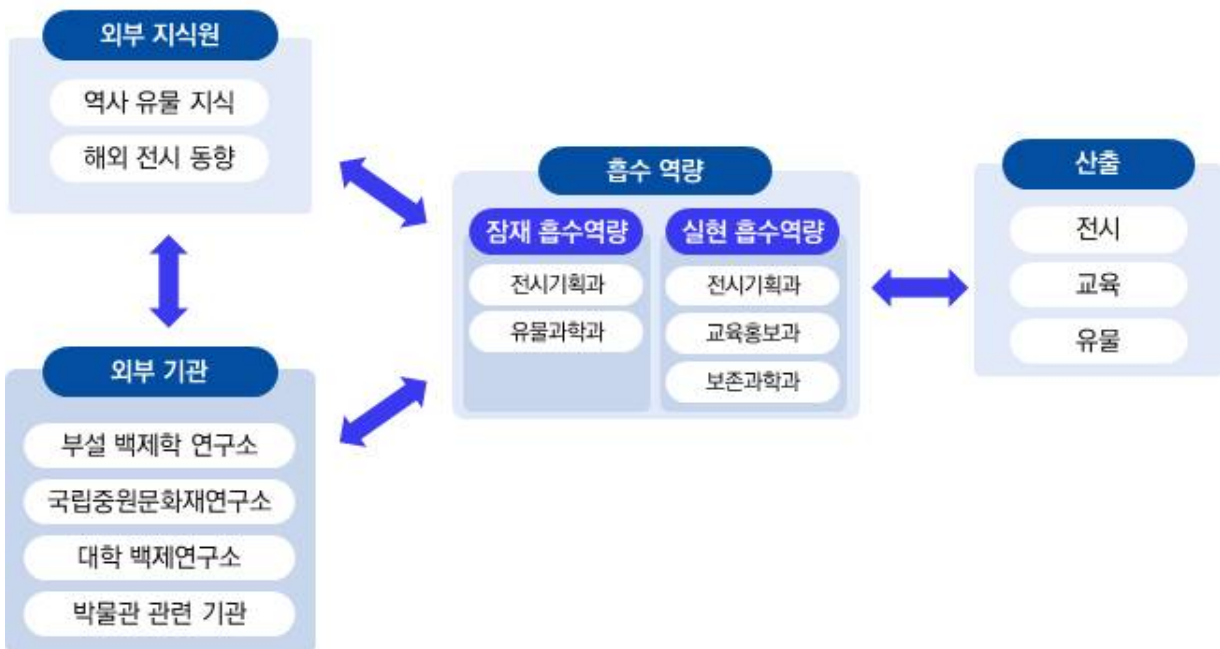 외부 지식원
역사 유물 지식
해외 전시 동향
외부 기관
부설 백제학 연구소
국립중원문화재연구소
대학 백제연구소
박물관 관련 기관
흡수 역량
잠재 흡수역량
전시기획과
유물과학과
실현 흡수역량
전시기획과
교육홍보과
보존과학과
산출
전시
교육
유물